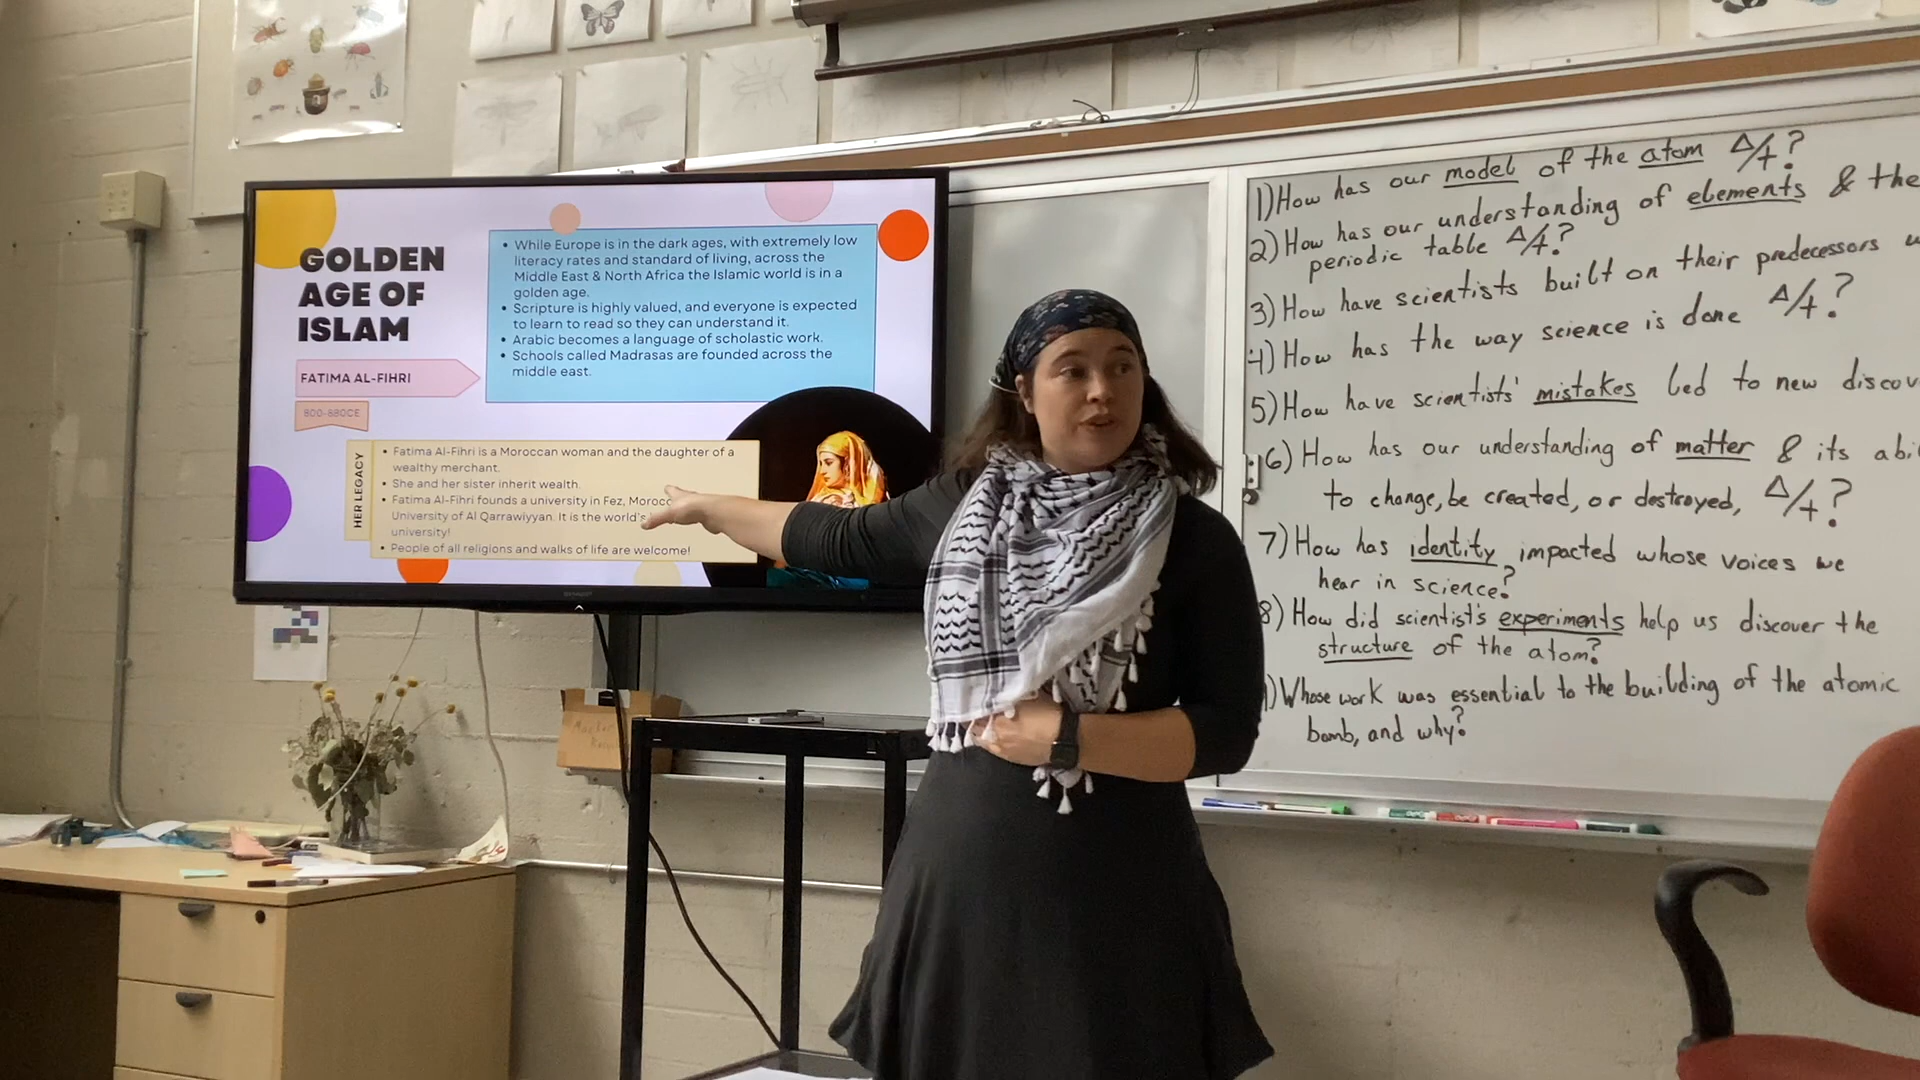 GOLDEN
AGE OF
ISLAM
FATIMA AL-FIHRI
800-880CE
• While Europe is in the dark ages, with extremely low
literacy rates and standard of living, across the
Middle East & North Africa the Islamic world is in a
golden age.
• Scripture is highly valued, and everyone is expected
to learn to read so they can understand it.
• Arabic becomes a language of scholastic work.
• Schools called Madrasas are founded across the
middle east.
HER LEGACY
• Fatima Al-Fihri is a Moroccan woman and the daughter of a
wealthy merchant.
• She and her sister inherit wealth.
• Fatima Al-Fihri founds a university in Fez,
University of Al Qarrawiyyan. It is the world's
university!
• People of all religions and walks of life are welcome!
SHARP
1) How has our model of the atom Δ/t?
2) How has our understanding of elements & the
periodic table Δ/t?
3) How have scientists built on their predecessors
4) How has the way science is done Δ/t?
5) How have scientists' mistakes led to new
6) How has our understanding of matter & its
to change, be created, or destroyed, Δ/t?
7) How has identity impacted whose voices we
hear in science?
8) How did scientist's experiments help us discover the
structure of the atom?
) Whose work was essential to the building of the atomic
bomb, and why?